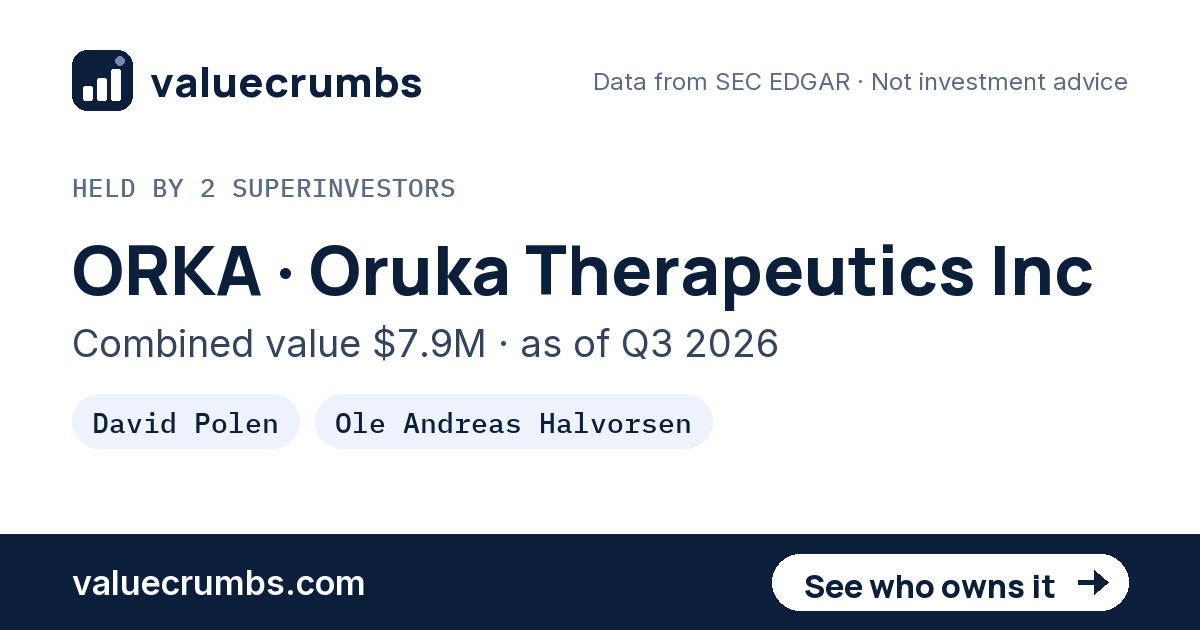 valuecrumbs
Data from SEC EDGAR · Not investment advice
HELD BY 2 SUPERINVESTORS
ORKA · Oruka Therapeutics Inc
Combined value $7.9M · as of Q3 2026
David Polen
Ole Andreas Halvorsen
valuecrumbs.com
See who owns it →